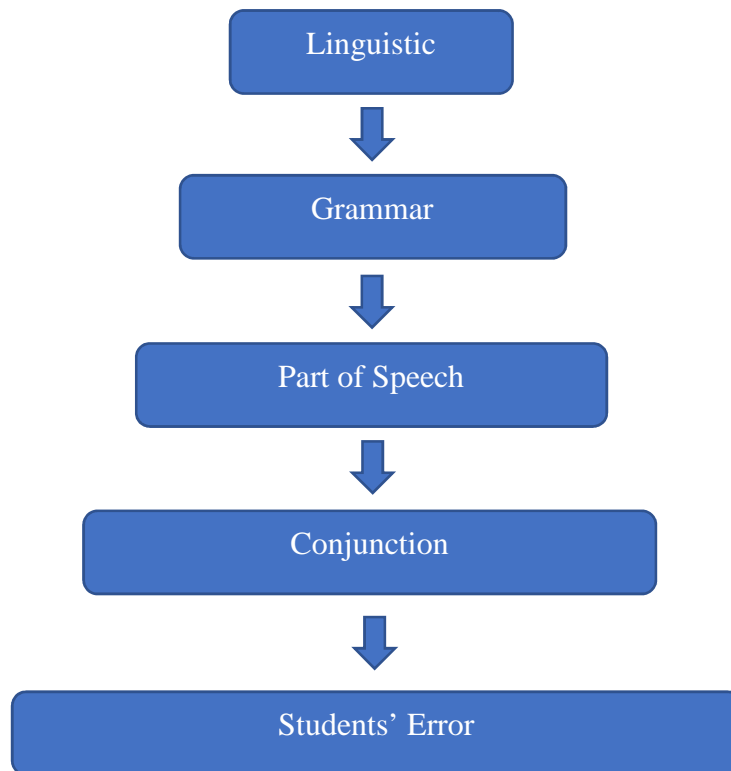 Linguistic
Grammar
Part of Speech
Conjunction
Students’ Error